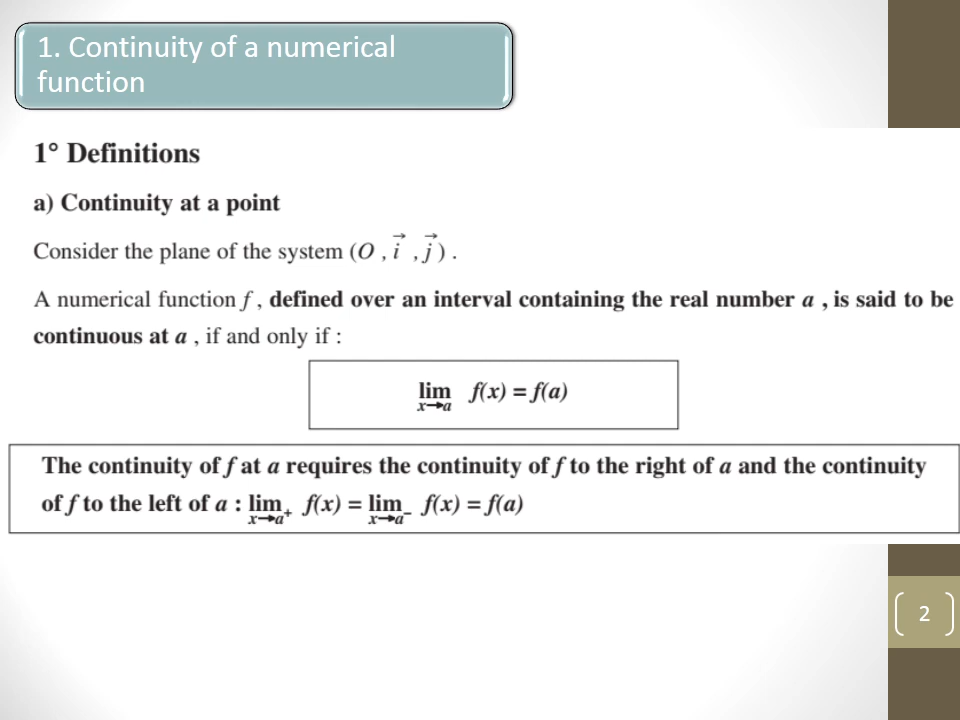 1. Continuity of a numerical
function
1° Definitions
a) Continuity at a point
Consider the plane of the system (O , i⃗ , j⃗ ) .
A numerical function f , defined over an interval containing the real number a , is said to be
continuous at a , if and only if :
lim x→a f(x) = f(a)
The continuity of f at a requires the continuity of f to the right of a and the continuity
of f to the left of a : lim x→a⁺ f(x) = lim x→a⁻ f(x) = f(a)
2